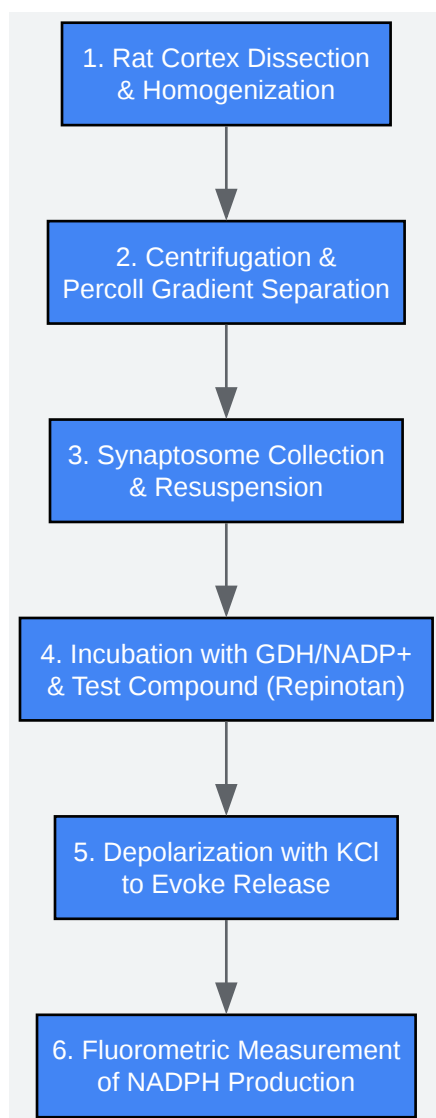 1. Rat Cortex Dissection
& Homogenization
2. Centrifugation &
Percoll Gradient Separation
3. Synaptosome Collection
& Resuspension
4. Incubation with GDH/NADP+
& Test Compound (Repinotan)
5. Depolarization with KCl
to Evoke Release
6. Fluorometric Measurement
of NADPH Production